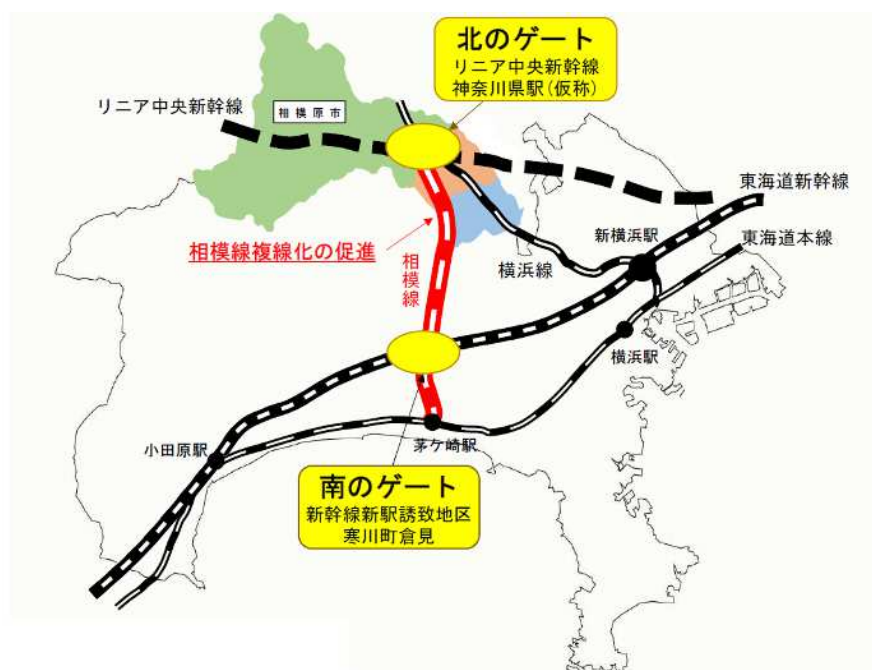 北のゲート
リニア中央新幹線
神奈川県駅(仮称)
リニア中央新幹線
相模原市
東海道新幹線
新横浜駅
東海道本線
相模線複線化の促進
相模線
横浜線
横浜駅
小田原駅
茅ケ崎駅
南のゲート
新幹線新駅誘致地区
寒川町倉見